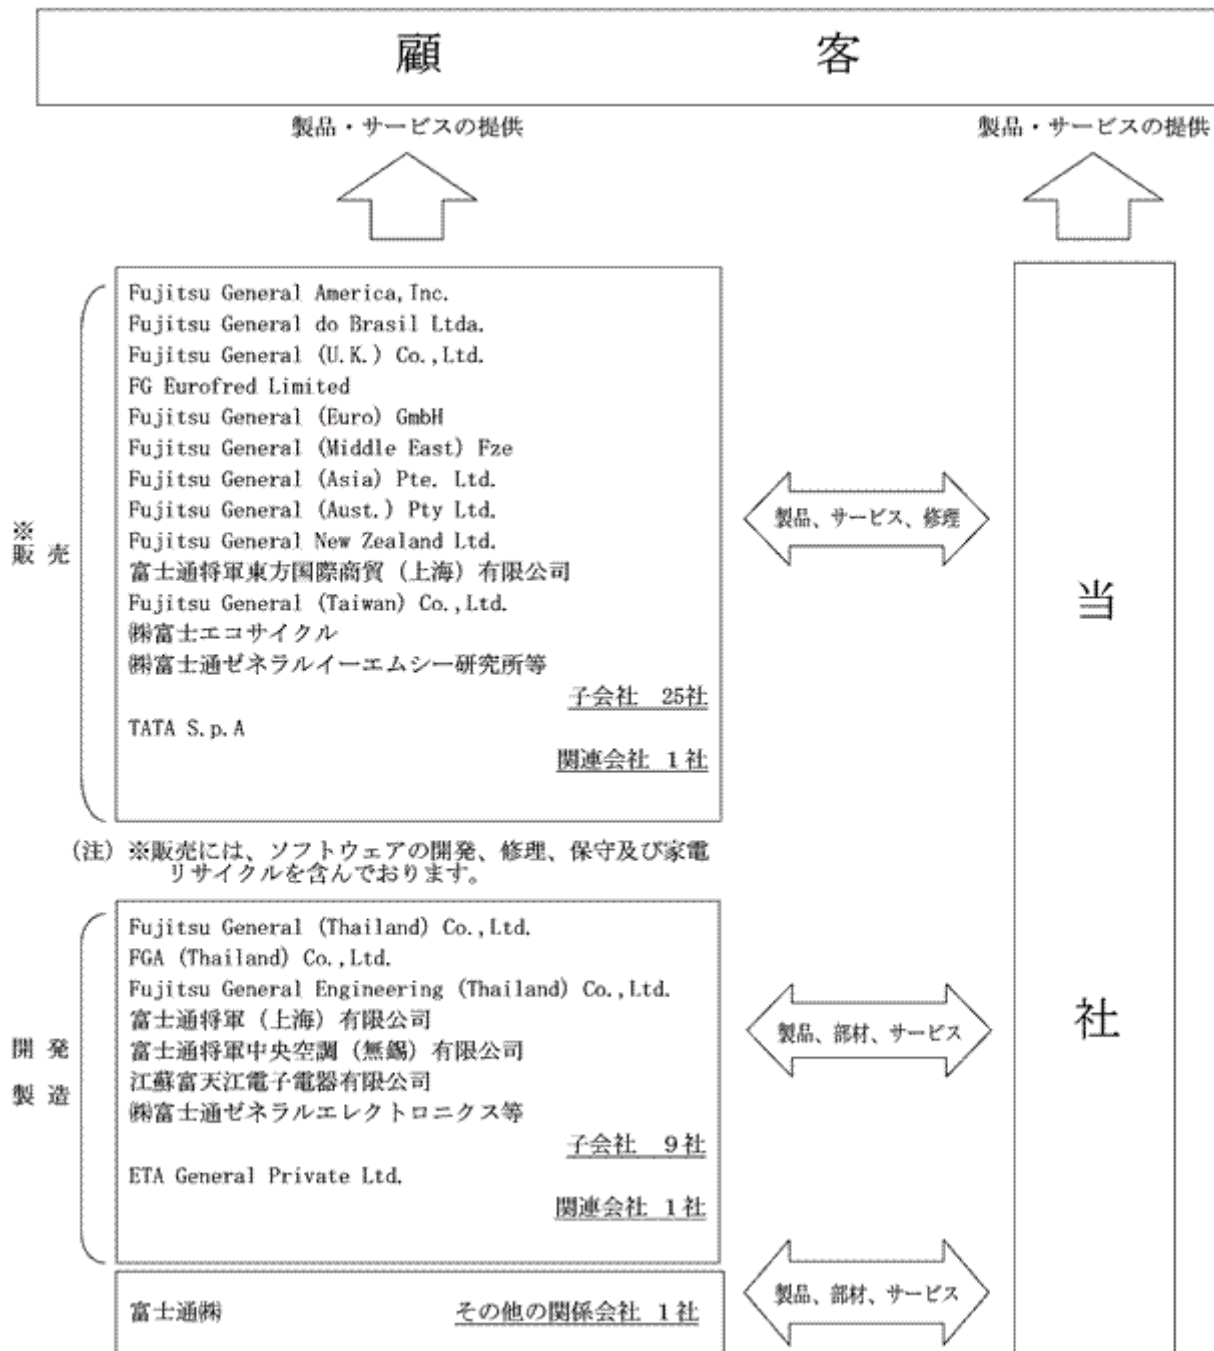 顧客
製品・サービスの提供
製品・サービスの提供
Fujitsu General America,Inc.
Fujitsu General do Brasil Ltda.
Fujitsu General (U.K.) Co.,Ltd.
FG Eurofred Limited
Fujitsu General (Euro) GmbH
Fujitsu General (Middle East) Fze
Fujitsu General (Asia) Pte. Ltd.
Fujitsu General (Aust.) Pty Ltd.
Fujitsu General New Zealand Ltd.
富士通将軍東方国際商貿（上海）有限公司
Fujitsu General (Taiwan) Co.,Ltd.
㈱富士エコサイクル
㈱富士通ゼネラルイーエムシー研究所等
子会社 25社
TATA S.p.A
関連会社 1社
※
販売
製品、サービス、修理
当社
(注) ※販売には、ソフトウェアの開発、修理、保守及び家電
リサイクルを含んでおります。
Fujitsu General (Thailand) Co.,Ltd.
FGA (Thailand) Co.,Ltd.
Fujitsu General Engineering (Thailand) Co.,Ltd.
富士通将軍（上海）有限公司
富士通将軍中央空調（無錫）有限公司
江蘇富天江電子電器有限公司
㈱富士通ゼネラルエレクトロニクス等
子会社 9社
ETA General Private Ltd.
関連会社 1社
開発
製造
製品、部材、サービス
富士通㈱ その他の関係会社 1社
製品、部材、サービス